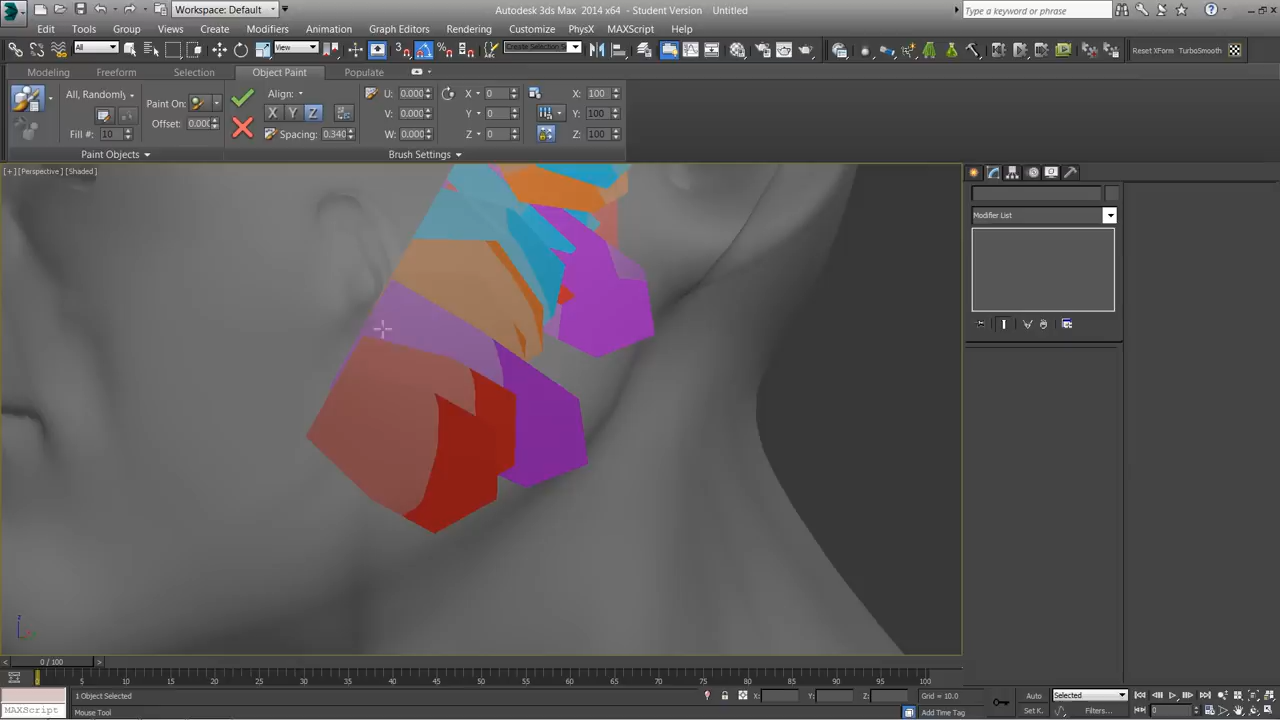 Workspace: Default
Autodesk 3ds Max 2014 x64 - Student Version Untitled
Type a keyword or phrase
Edit Tools Group Views Create Modifiers Animation Graph Editors Rendering Customize PhysX MAXScript Help
All View Create Selection S Reset XForm TurboSmooth
Modeling Freeform Selection Object Paint Populate
All, Randomly Paint On: Align: U: 0.000 X 0 X: 100
X Y Z V: 0.000 Y 0 Y: 100
Fill #: 10 Offset: 0.000 Spacing: 0.340 W: 0.000 Z 0 Z: 100
Paint Objects Brush Settings
[+] [Perspective] [Shaded]
Modifier List
z
0 / 100
0 5 10 15 20 25 30 35 40 45 50 55 60 65 70 75 80 85 90 95 100
1 Object Selected X: Y: Z: Grid = 10.0 Auto Selected
MAXScript Mouse Tool Add Time Tag Set K. Filters... 0